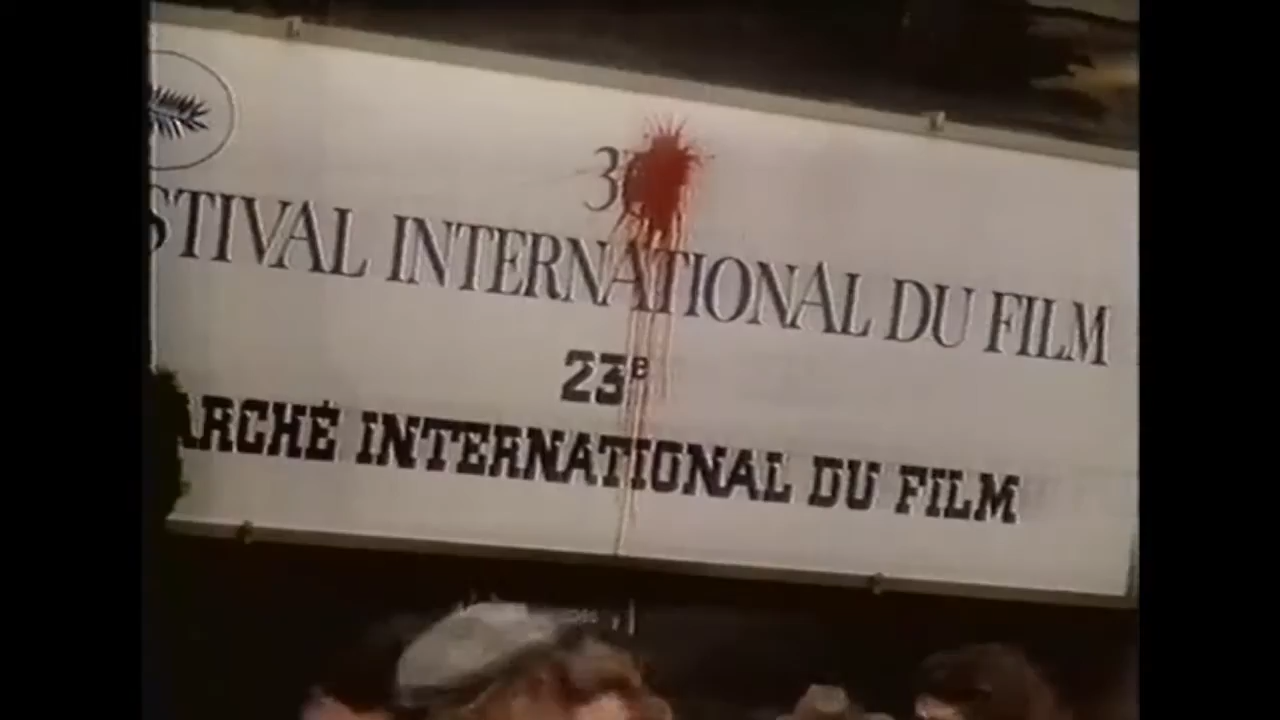 3
STIVAL INTERNATIONAL DU FILM
23e
ARCHÉ INTERNATIONAL DU FILM